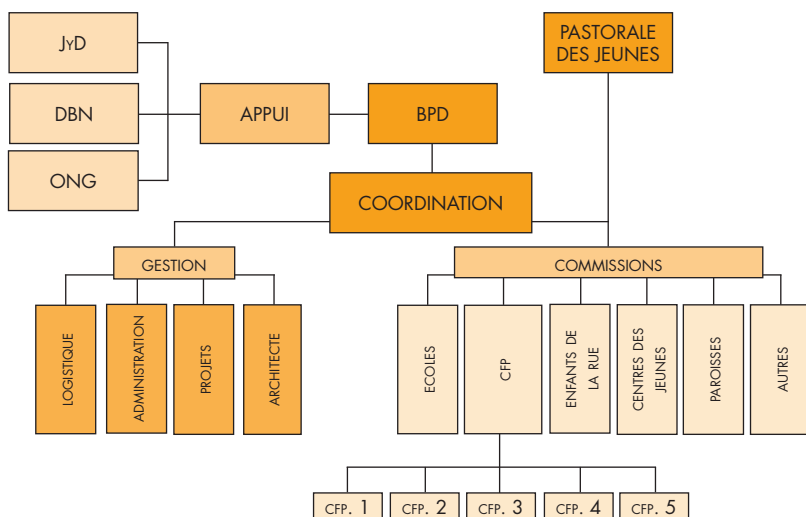 JYD
PASTORALE
DES JEUNES
DBN
APPUI
BPD
ONG
COORDINATION
GESTION
COMMISSIONS
LOGISTIQUE
ADMINISTRATION
PROJETS
ARCHITECTE
ECOLES
CFP
ENFANTS DE
LA RUE
CENTRES DES
JEUNES
PAROISSES
AUTRES
CFP. 1
CFP. 2
CFP. 3
CFP. 4
CFP. 5